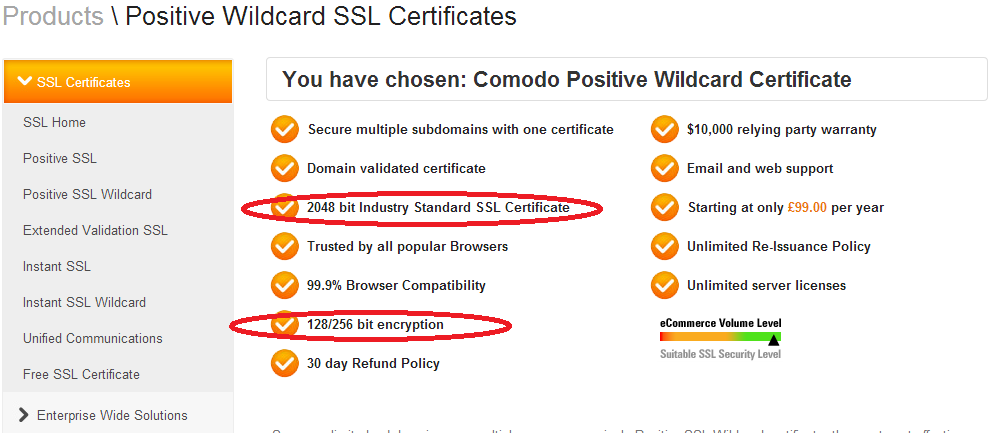 Products \ Positive Wildcard SSL Certificates
SSL Certificates
SSL Home
Positive SSL
Positive SSL Wildcard
Extended Validation SSL
Instant SSL
Instant SSL Wildcard
Unified Communications
Free SSL Certificate
Enterprise Wide Solutions
You have chosen: Comodo Positive Wildcard Certificate
Secure multiple subdomains with one certificate
Domain validated certificate
2048 bit Industry Standard SSL Certificate
Trusted by all popular Browsers
99.9% Browser Compatibility
128/256 bit encryption
30 day Refund Policy
$10,000 relying party warranty
Email and web support
Starting at only £99.00 per year
Unlimited Re-Issuance Policy
Unlimited server licenses
eCommerce Volume Level
Suitable SSL Security Level